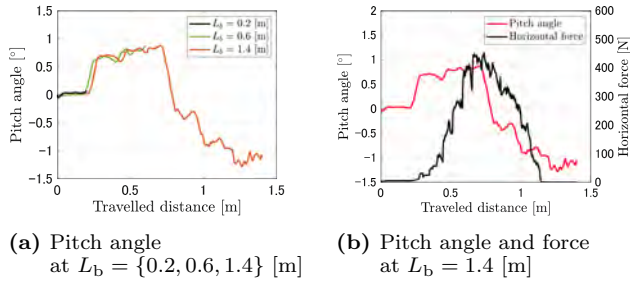 1.5
1
0.5
0
−0.5
−1
−1.5
Pitch angle [°]
L_b = 0.2 [m]
L_b = 0.6 [m]
L_b = 1.4 [m]
0 0.5 1 1.5
Travelled distance [m]
2
1.5
1
0.5
0
−0.5
−1
−1.5
Pitch angle [°]
Pitch angle
Horizontal force
600
500
400
300
200
100
0
Horizontal force [N]
0 0.5 1 1.5
Travelled distance [m]
(a) Pitch angle
at L_b = {0.2, 0.6, 1.4} [m]
(b) Pitch angle and force
at L_b = 1.4 [m]